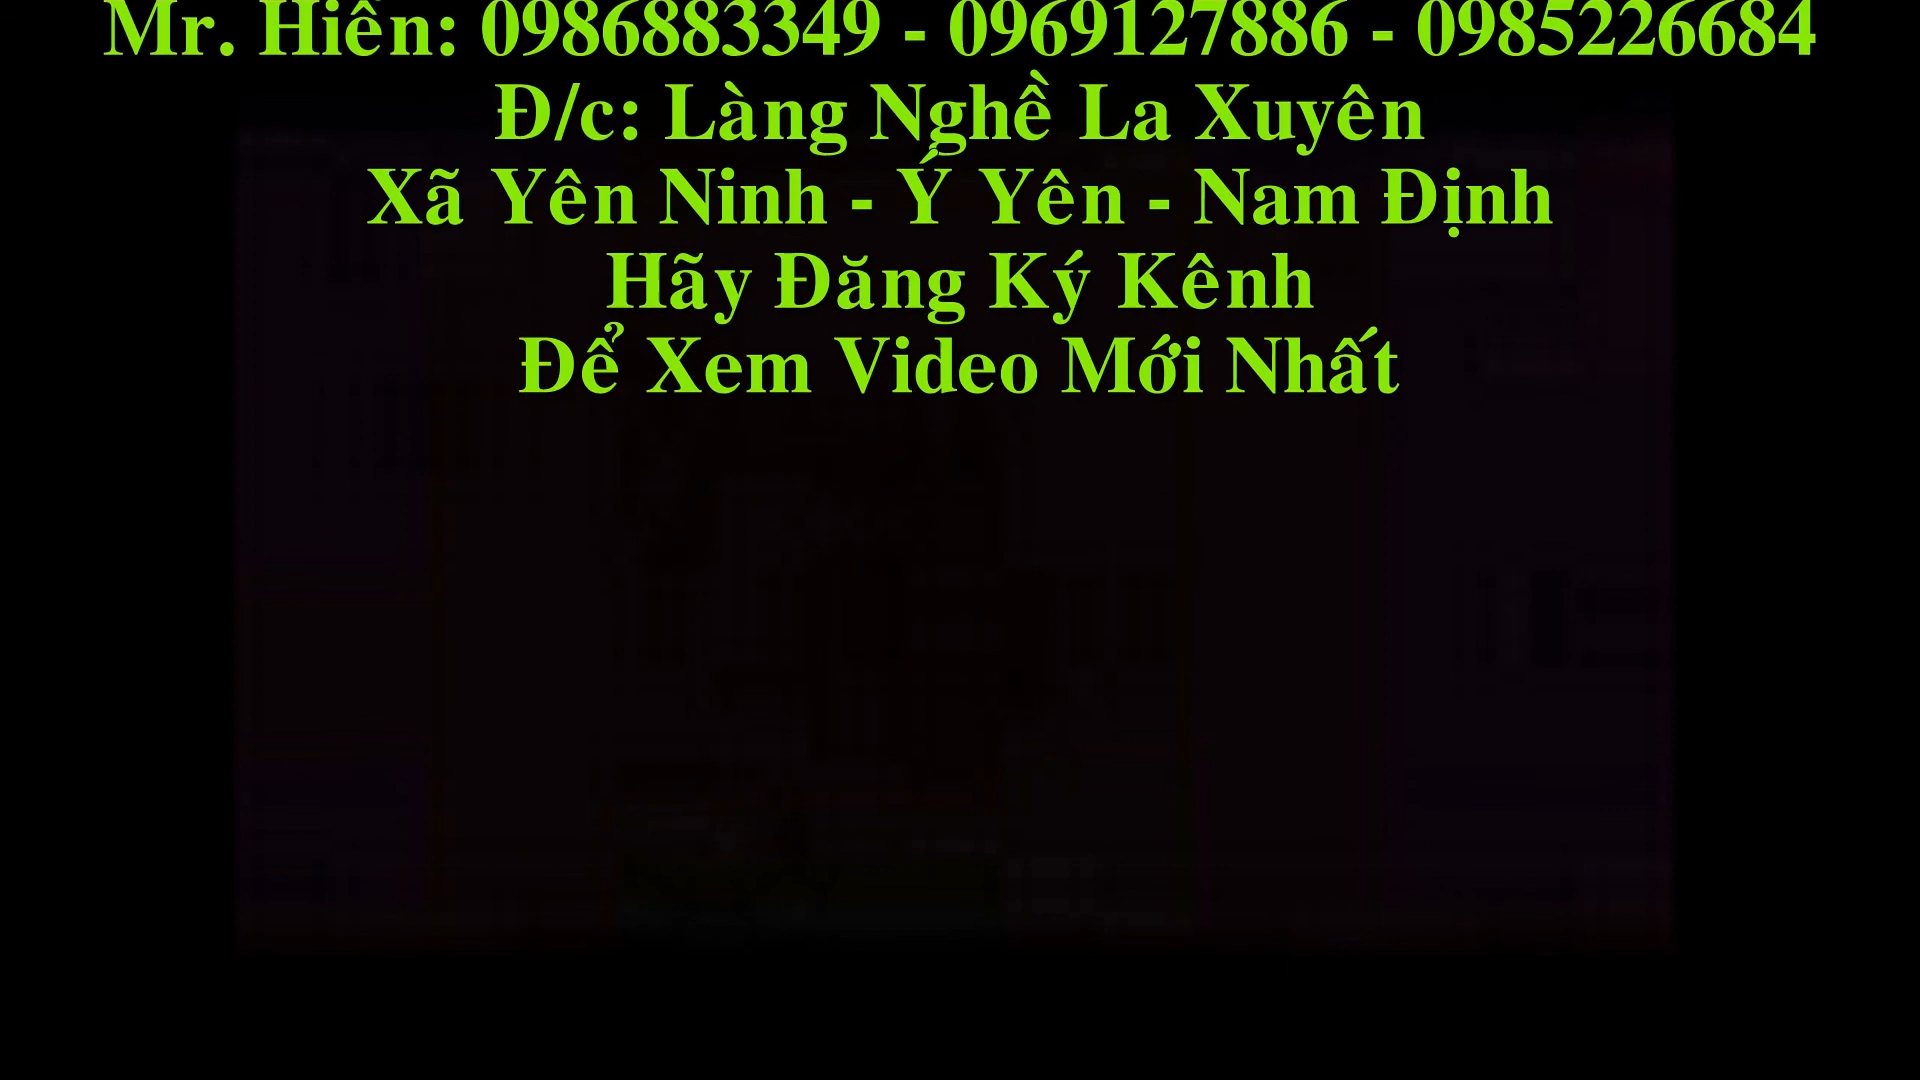 Mr. Hiển: 0986883349 - 0969127886 - 0985226684
Đ/c: Làng Nghề La Xuyên
Xã Yên Ninh - Ý Yên - Nam Định
Hãy Đăng Ký Kênh
Để Xem Video Mới Nhất